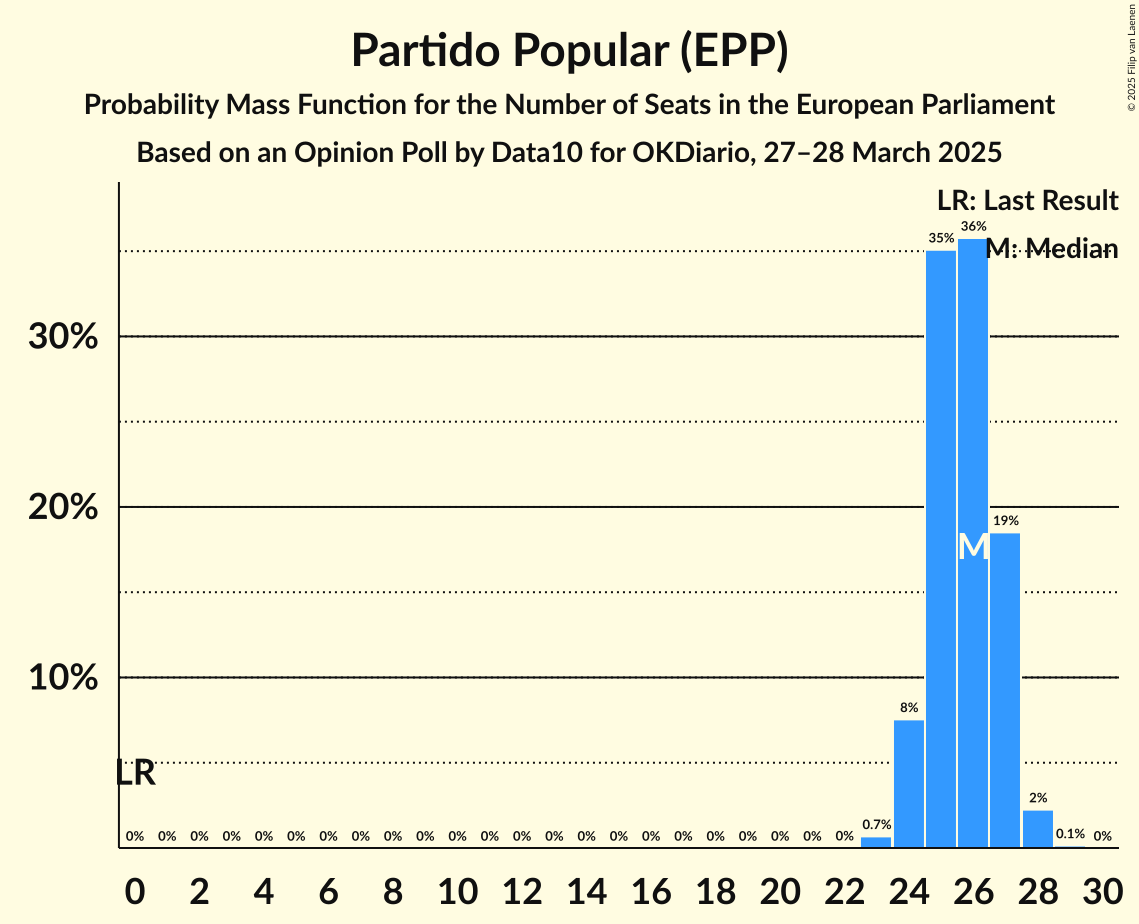 Partido Popular (EPP)
Probability Mass Function for the Number of Seats in the European Parliament
Based on an Opinion Poll by Data10 for OKDiario, 27–28 March 2025
© 2025 Filip van Laenen
LR: Last Result
M: Median
30%
20%
10%
35%
36%
19%
M
8%
LR
0% 0% 0% 0% 0% 0% 0% 0% 0% 0% 0% 0% 0% 0% 0% 0% 0% 0% 0% 0% 0% 0% 0% 0.7% 2% 0.1% 0%
0 2 4 6 8 10 12 14 16 18 20 22 24 26 28 30